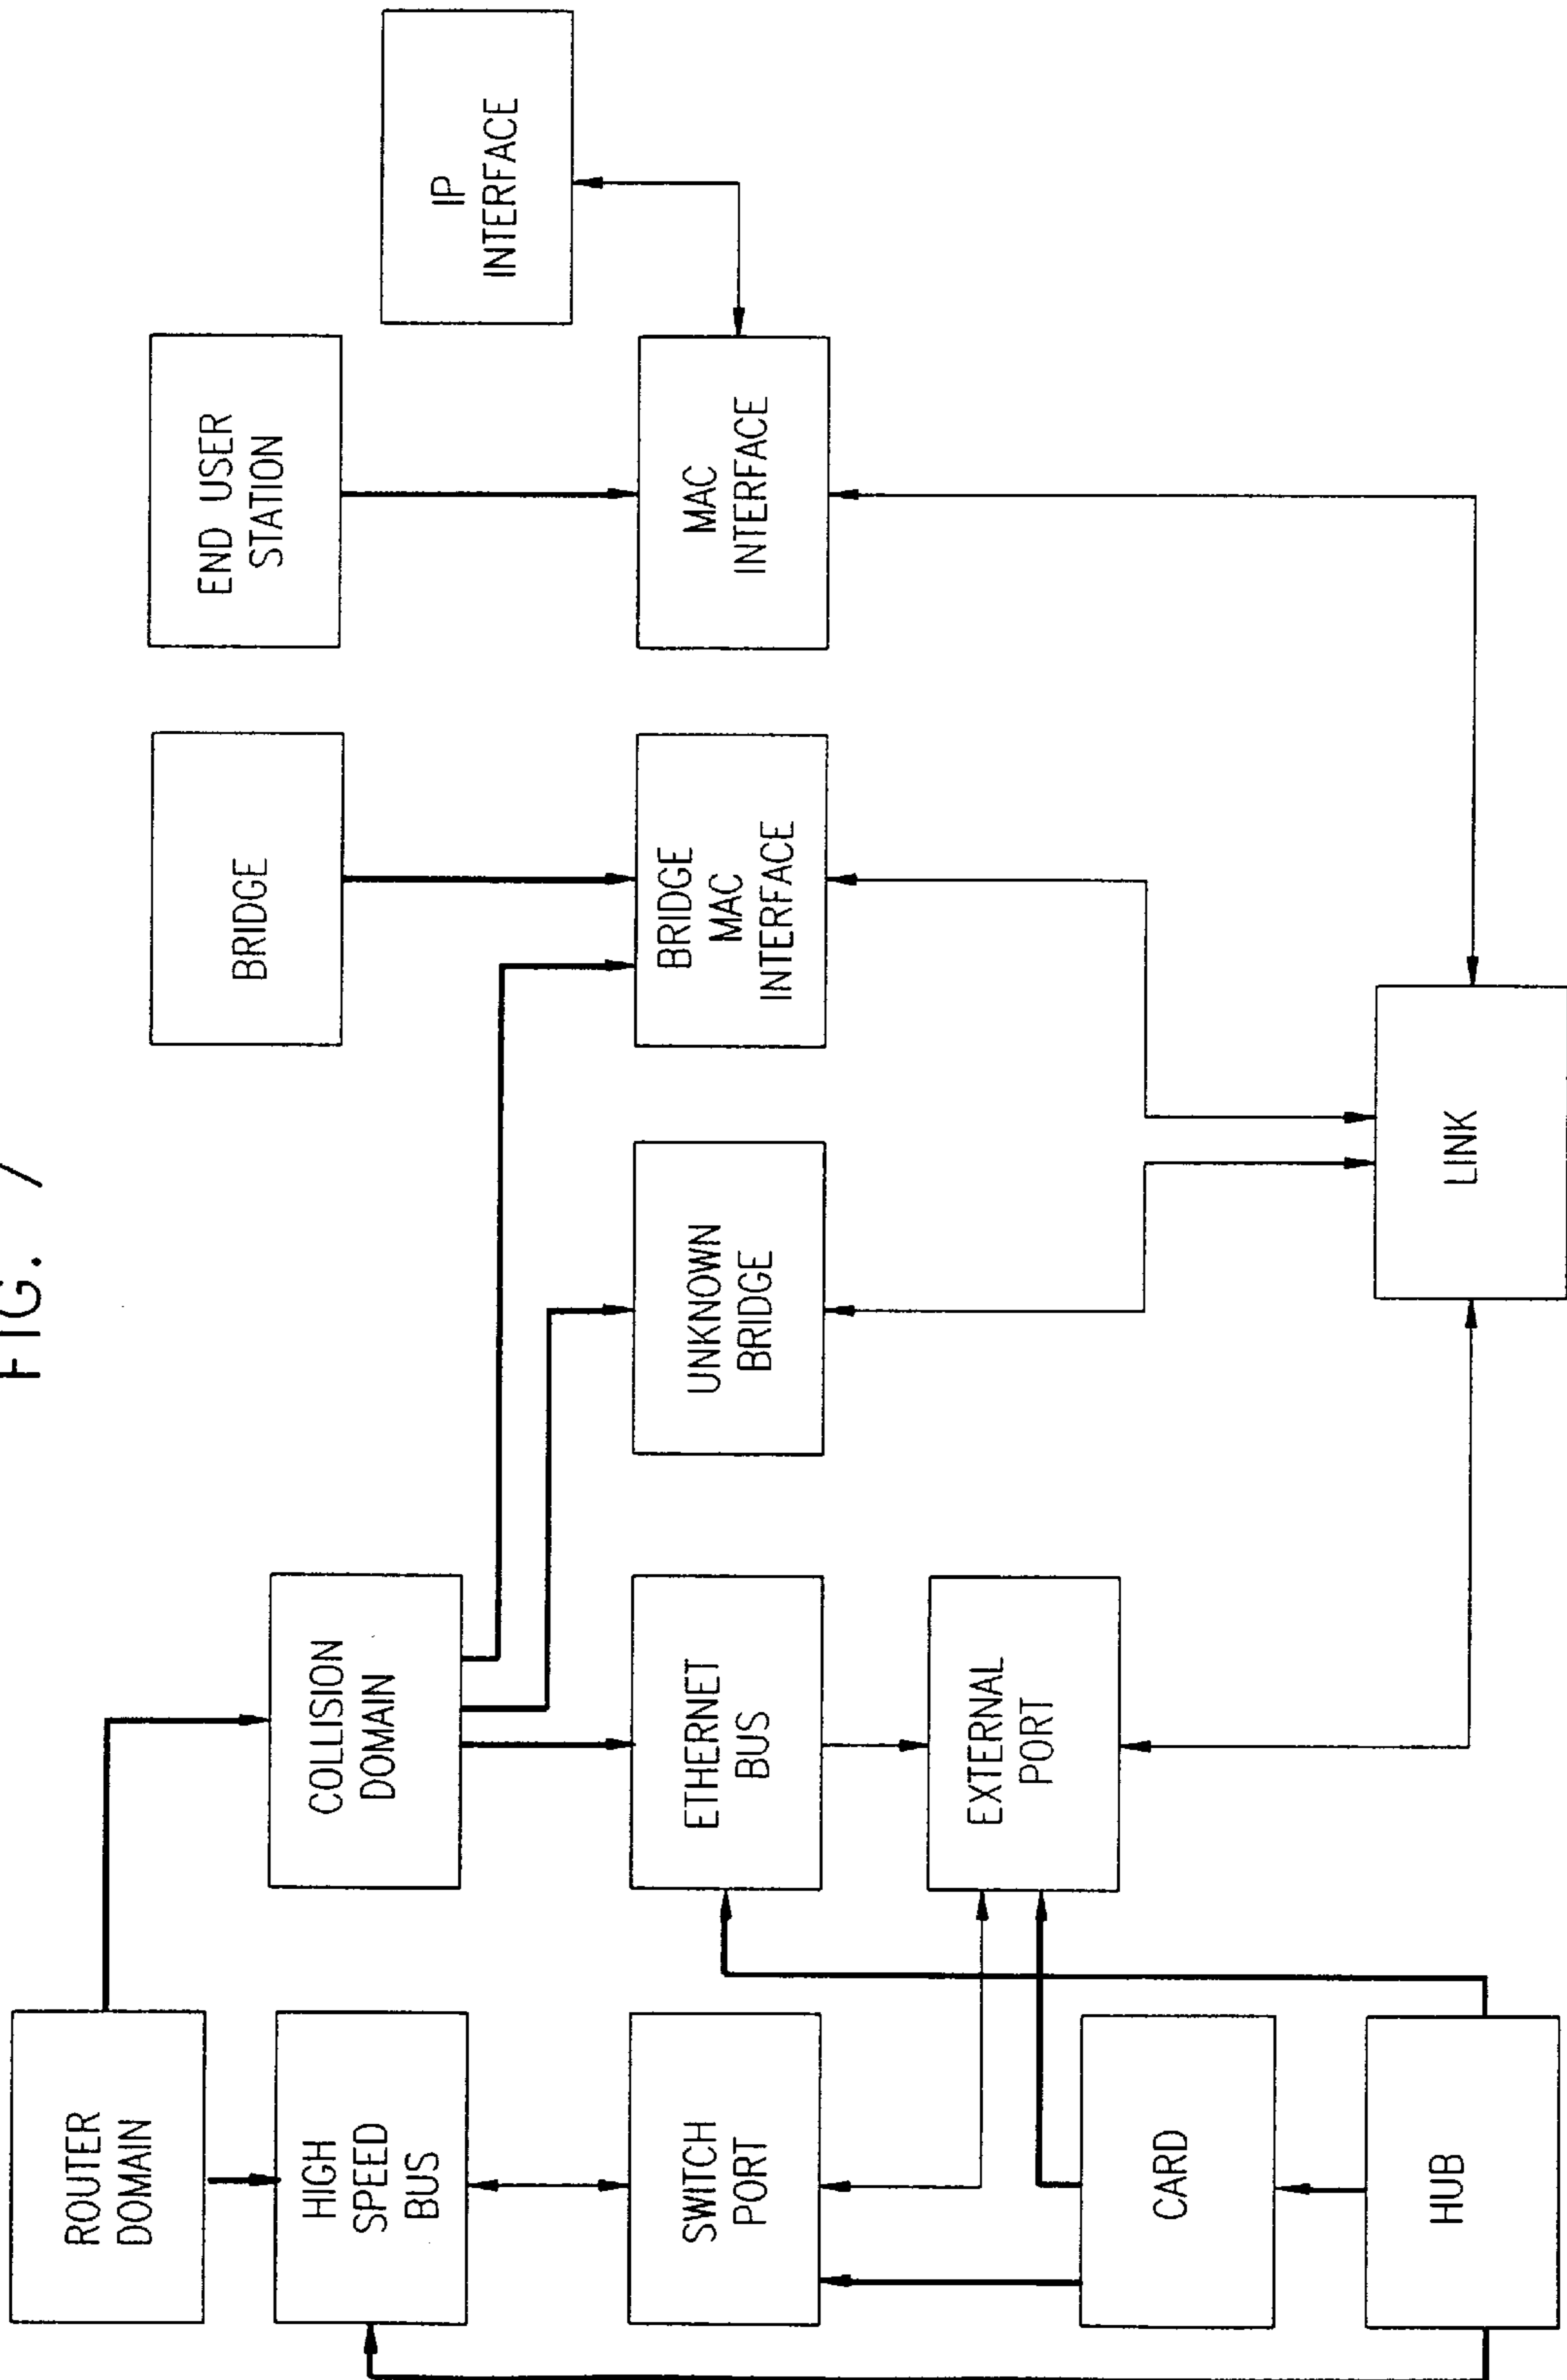 FIG.
ROUTER
DOMAIN
BRIDGE
END USER
STATION
HIGH
SPEED
BUS
COLLISION
DOMAIN
IP
INTERFACE
SWITCH
PORT
ETHERNET
BUS
UNKNOWN
BRIDGE
BRIDGE
MAC
INTERFACE
MAC
INTERFACE
EXTERNAL
PORT
CARD
HUB
LINK